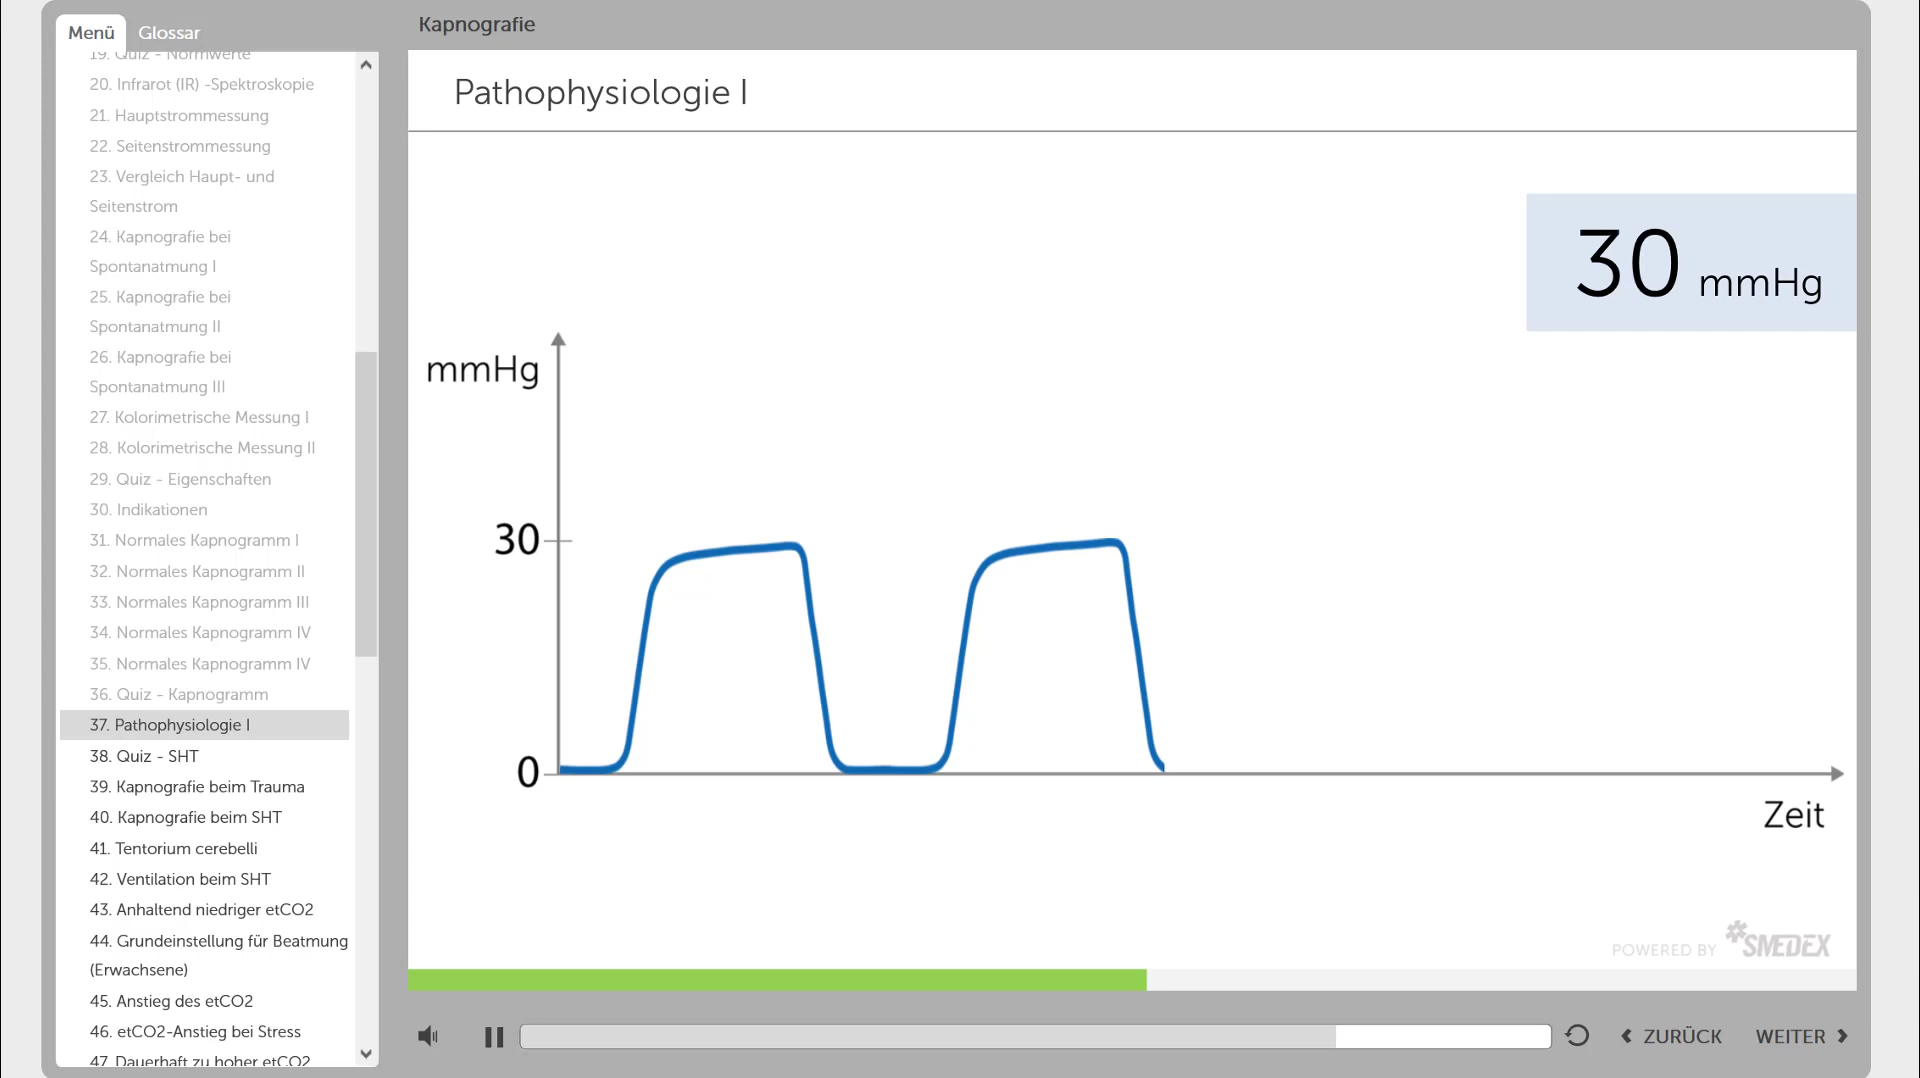 Menü
Glossar
19. Quiz - Normwerte
20. Infrarot (IR) -Spektroskopie
21. Hauptstrommessung
22. Seitenstrommessung
23. Vergleich Haupt- und
Seitenstrom
24. Kapnografie bei
Spontanatmung I
25. Kapnografie bei
Spontanatmung II
26. Kapnografie bei
Spontanatmung III
27. Kolorimetrische Messung I
28. Kolorimetrische Messung II
29. Quiz - Eigenschaften
30. Indikationen
31. Normales Kapnogramm I
32. Normales Kapnogramm II
33. Normales Kapnogramm III
34. Normales Kapnogramm IV
35. Normales Kapnogramm IV
36. Quiz - Kapnogramm
37. Pathophysiologie I
38. Quiz - SHT
39. Kapnografie beim Trauma
40. Kapnografie beim SHT
41. Tentorium cerebelli
42. Ventilation beim SHT
43. Anhaltend niedriger etCO2
44. Grundeinstellung für Beatmung
(Erwachsene)
45. Anstieg des etCO2
46. etCO2-Anstieg bei Stress
47. Dauerhaft zu hoher etCO2
Kapnografie
Pathophysiologie I
30 mmHg
mmHg
30
0
Zeit
POWERED BY SMEDEX
ZURÜCK
WEITER